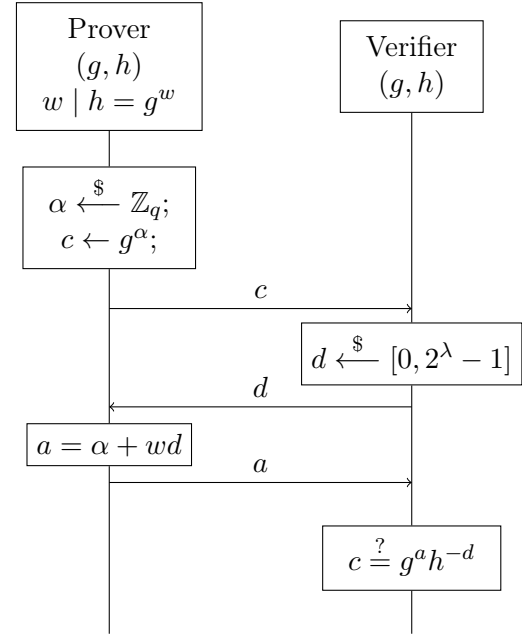 Prover
(g, h)
w | h = g^w
Verifier
(g, h)
α ←$ ℤ_q;
c ← g^α;
c
d ←$ [0, 2^λ − 1]
d
a = α + wd
a
c ≟ g^a h^{−d}